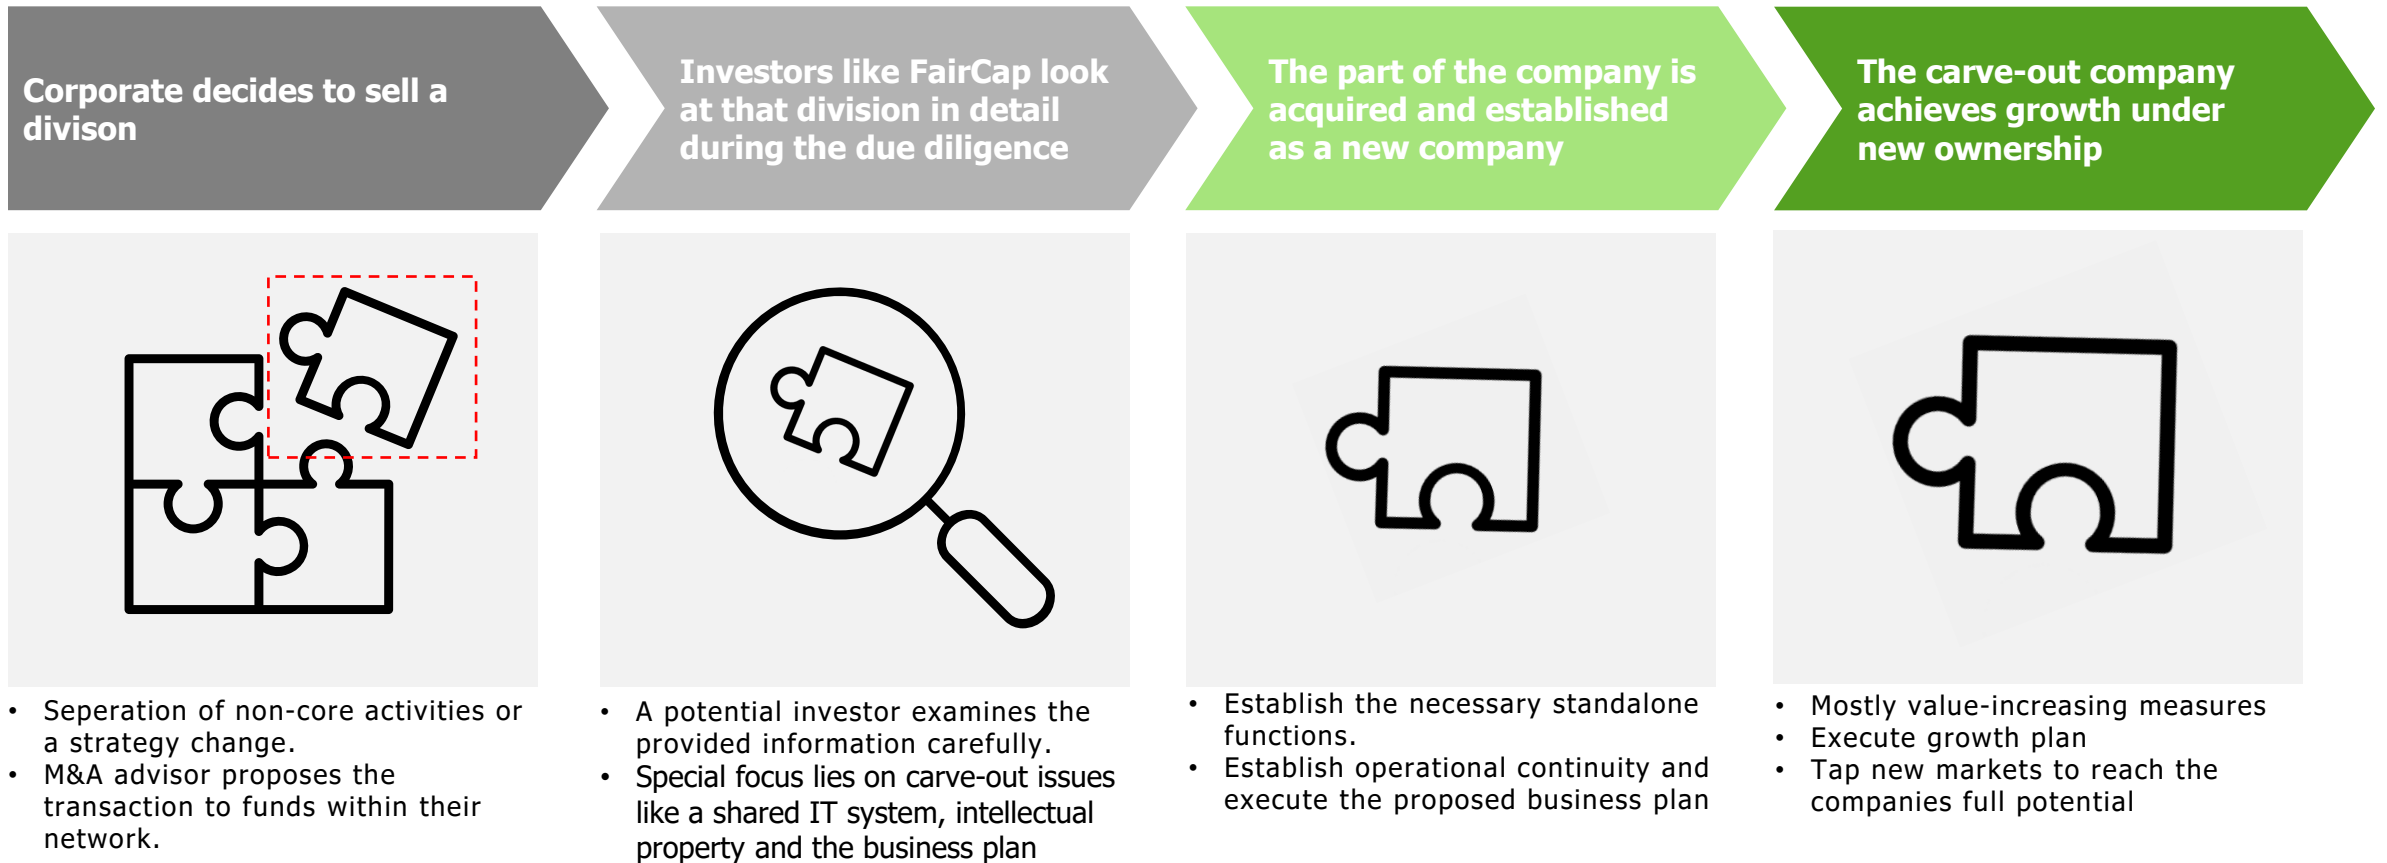 Corporate decides to sell a
divison
Investors like FairCap look
at that division in detail
during the due diligence
The part of the company is
acquired and established
as a new company
The carve-out company
achieves growth under
new ownership
• Seperation of non-core activities or
a strategy change.
• M&A advisor proposes the
transaction to funds within their
network.
• A potential investor examines the
provided information carefully.
• Special focus lies on carve-out issues
like a shared IT system, intellectual
property and the business plan
• Establish the necessary standalone
functions.
• Establish operational continuity and
execute the proposed business plan
• Mostly value-increasing measures
• Execute growth plan
• Tap new markets to reach the
companies full potential